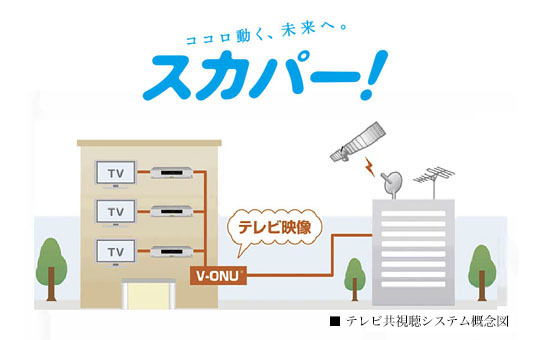 ココロ動く、未来へ。
スカパー!
TV
TV
TV
テレビ映像
V-ONU*
■ テレビ共視聴システム概念図